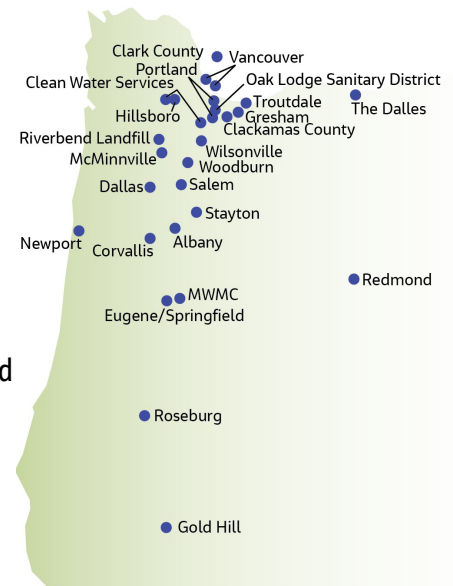 Clark County
Vancouver
Portland
Clean Water Services
Oak Lodge Sanitary District
Troutdale
The Dalles
Hillsboro
Gresham
Clackamas County
Riverbend Landfill
Wilsonville
McMinnville
Woodburn
Dallas
Salem
Stayton
Newport
Albany
Corvallis
Redmond
MWMC
Eugene/Springfield
d
Roseburg
Gold Hill